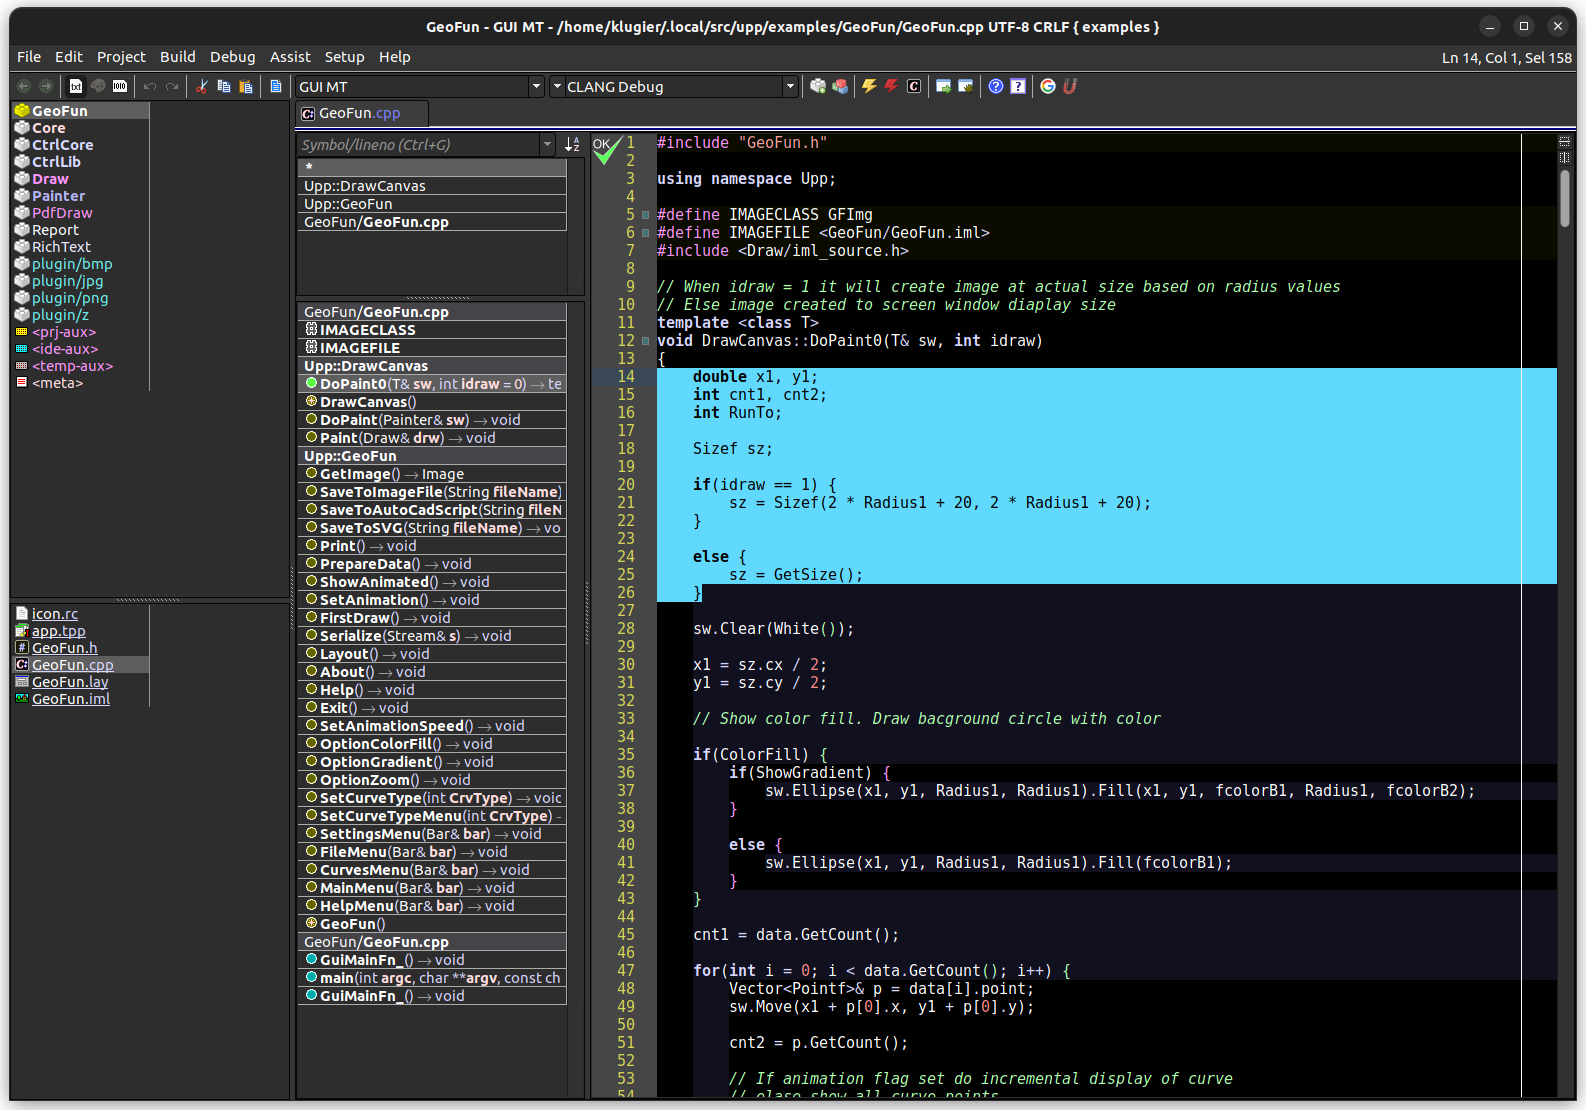 GeoFun - GUI MT - /home/klugier/.local/src/upp/examples/GeoFun/GeoFun.cpp UTF-8 CRLF { examples }
File Edit Project Build Debug Assist Setup Help
Ln 14, Col 1, Sel 158
txt
GUI MT
CLANG Debug
GeoFun
Core
CtrlCore
CtrlLib
Draw
Painter
PdfDraw
Report
RichText
plugin/bmp
plugin/jpg
plugin/png
plugin/z
<prj-aux>
<ide-aux>
<temp-aux>
<meta>
icon.rc
app.tpp
GeoFun.h
GeoFun.cpp
GeoFun.lay
GeoFun.iml
GeoFun.cpp
Symbol/lineno (Ctrl+G)
*
Upp::DrawCanvas
Upp::GeoFun
GeoFun/GeoFun.cpp
GeoFun/GeoFun.cpp
IMAGECLASS
IMAGEFILE
Upp::DrawCanvas
DoPaint0(T& sw, int idraw = 0) → te
DrawCanvas()
DoPaint(Painter& sw) → void
Paint(Draw& drw) → void
Upp::GeoFun
GetImage() → Image
SaveToImageFile(String fileName)
SaveToAutoCadScript(String fileN
SaveToSVG(String fileName) → vo
Print() → void
PrepareData() → void
ShowAnimated() → void
SetAnimation() → void
FirstDraw() → void
Serialize(Stream& s) → void
Layout() → void
About() → void
Help() → void
Exit() → void
SetAnimationSpeed() → void
OptionColorFill() → void
OptionGradient() → void
OptionZoom() → void
SetCurveType(int CrvType) → voic
SetCurveTypeMenu(int CrvType) -
SettingsMenu(Bar& bar) → void
FileMenu(Bar& bar) → void
CurvesMenu(Bar& bar) → void
MainMenu(Bar& bar) → void
HelpMenu(Bar& bar) → void
GeoFun()
GeoFun/GeoFun.cpp
GuiMainFn_() → void
main(int argc, char **argv, const ch
GuiMainFn_() → void
OK
1 #include "GeoFun.h"
2
3 using namespace Upp;
4
5 #define IMAGECLASS GFImg
6 #define IMAGEFILE <GeoFun/GeoFun.iml>
7 #include <Draw/iml_source.h>
8
9 // When idraw = 1 it will create image at actual size based on radius values
10 // Else image created to screen window diaplay size
11 template <class T>
12 void DrawCanvas::DoPaint0(T& sw, int idraw)
13 {
14 double x1, y1;
15 int cnt1, cnt2;
16 int RunTo;
17
18 Sizef sz;
19
20 if(idraw == 1) {
21 sz = Sizef(2 * Radius1 + 20, 2 * Radius1 + 20);
22 }
23
24 else {
25 sz = GetSize();
26 }
27
28 sw.Clear(White());
29
30 x1 = sz.cx / 2;
31 y1 = sz.cy / 2;
32
33 // Show color fill. Draw bacground circle with color
34
35 if(ColorFill) {
36 if(ShowGradient) {
37 sw.Ellipse(x1, y1, Radius1, Radius1).Fill(x1, y1, fcolorB1, Radius1, fcolorB2);
38 }
39
40 else {
41 sw.Ellipse(x1, y1, Radius1, Radius1).Fill(fcolorB1);
42 }
43 }
44
45 cnt1 = data.GetCount();
46
47 for(int i = 0; i < data.GetCount(); i++) {
48 Vector<Pointf>& p = data[i].point;
49 sw.Move(x1 + p[0].x, y1 + p[0].y);
50
51 cnt2 = p.GetCount();
52
53 // If animation flag set do incremental display of curve
54 // olase show all curve points